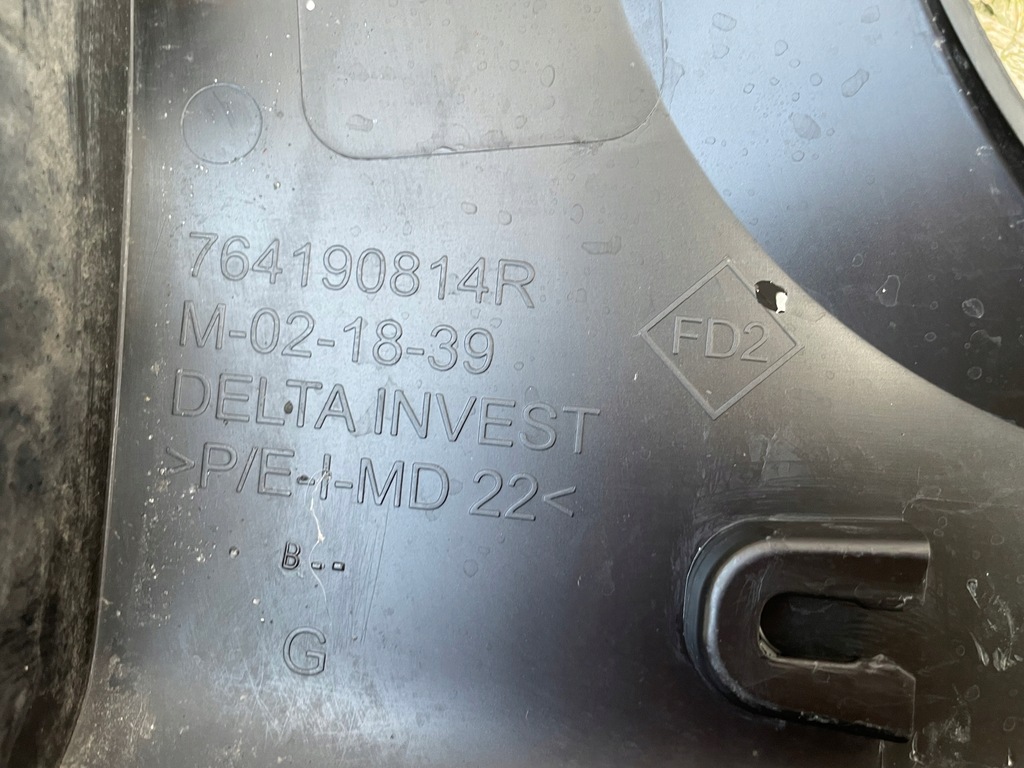 764190814R
M-02-18-39
FD2
DELTA INVEST
>P/E-I-MD 22<
B--
G